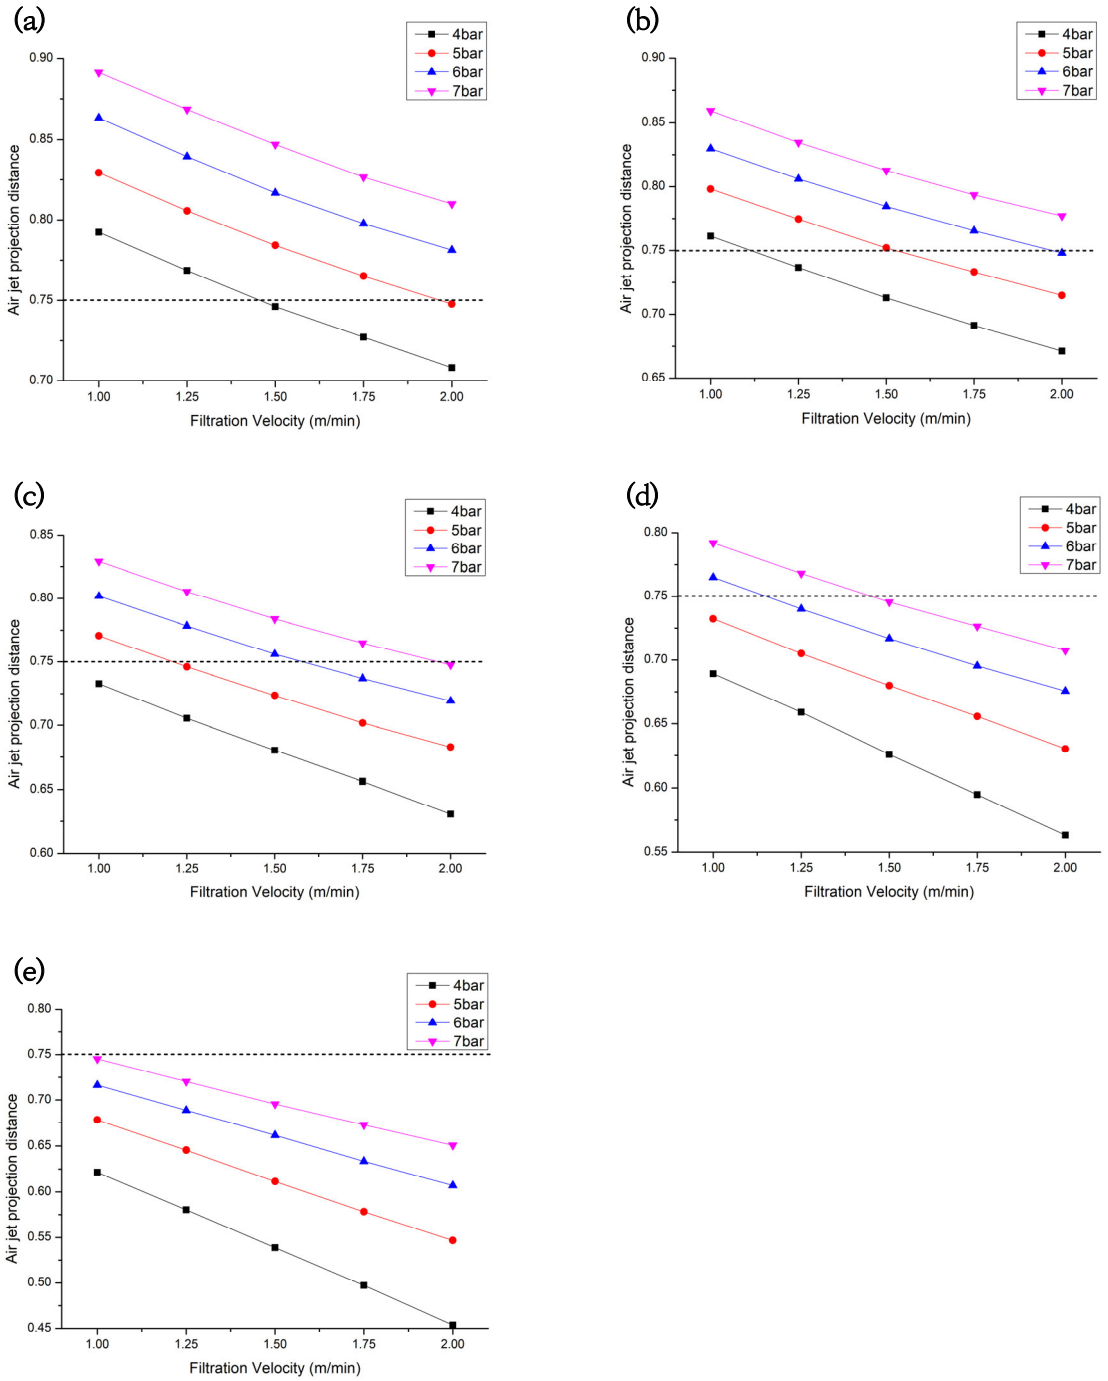 (a)
4bar
5bar
6bar
7bar
0.90
0.85
0.80
0.75
0.70
Air jet projection distance
1.00 1.25 1.50 1.75 2.00
Filtration Velocity (m/min)
(b)
4bar
5bar
6bar
7bar
0.90
0.85
0.80
0.75
0.70
0.65
Air jet projection distance
1.00 1.25 1.50 1.75 2.00
Filtration Velocity (m/min)
(c)
4bar
5bar
6bar
7bar
0.85
0.80
0.75
0.70
0.65
0.60
Air jet projection distance
1.00 1.25 1.50 1.75 2.00
Filtration Velocity (m/min)
(d)
4bar
5bar
6bar
7bar
0.80
0.75
0.70
0.65
0.60
0.55
Air jet projection distance
1.00 1.25 1.50 1.75 2.00
Filtration Velocity (m/min)
(e)
4bar
5bar
6bar
7bar
0.80
0.75
0.70
0.65
0.60
0.55
0.50
0.45
Air jet projection distance
1.00 1.25 1.50 1.75 2.00
Filtration Velocity (m/min)